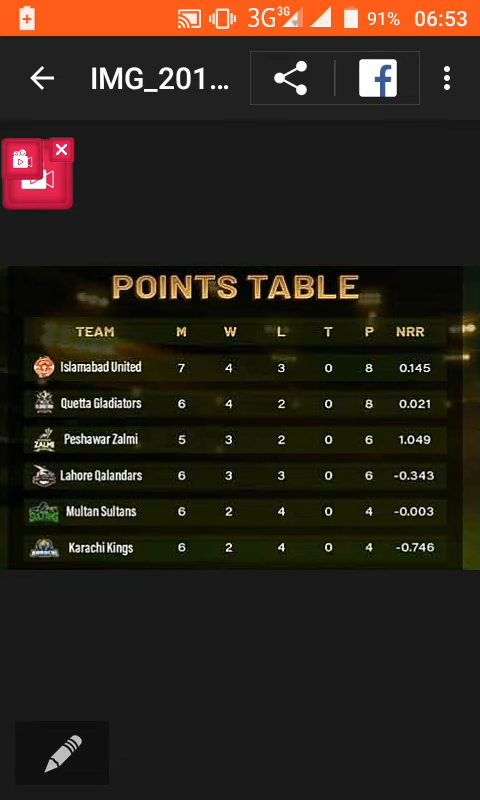 3G 3G 91% 06:53
IMG_201...
POINTS TABLE
TEAM M W L T P NRR
Islamabad United 7 4 3 0 8 0.145
Quetta Gladiators 6 4 2 0 8 0.021
ZALMI Peshawar Zalmi 5 3 2 0 6 1.049
Lahore Qalandars 6 3 3 0 6 -0.343
Multan Sultans 6 2 4 0 4 -0.003
KARACHI Karachi Kings 6 2 4 0 4 -0.746